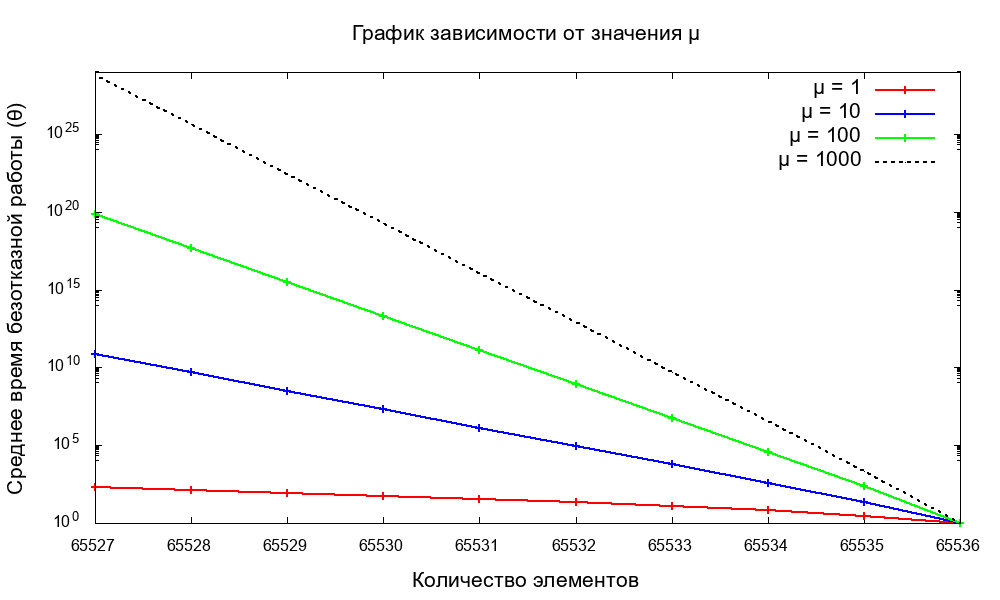 График зависимости от значения μ
μ = 1
μ = 10
μ = 100
μ = 1000
Среднее время безотказной работы (θ)
10^25
10^20
10^15
10^10
10^5
10^0
65527 65528 65529 65530 65531 65532 65533 65534 65535 65536
Количество элементов